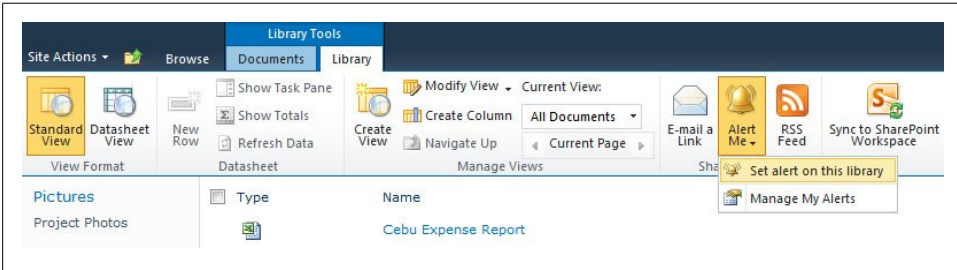 Library Tools
Site Actions Browse Documents Library
Standard View
Datasheet View
View Format
New Row
Show Task Pane
Show Totals
Refresh Data
Datasheet
Create View
Modify View
Create Column
Navigate Up
Current View:
All Documents
Current Page
Manage Views
E-mail a Link
Alert Me
RSS Feed
Sync to SharePoint Workspace
Sha
Set alert on this library
Manage My Alerts
Pictures
Project Photos
Type Name
Cebu Expense Report